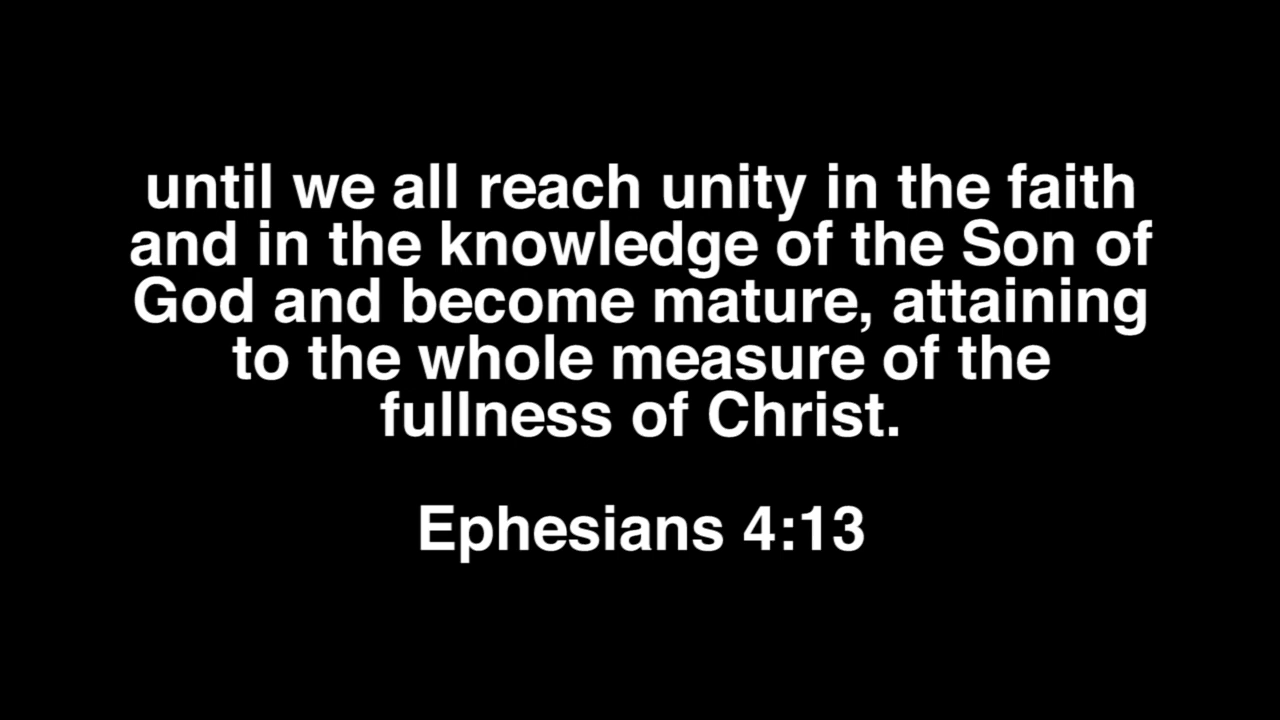 until we all reach unity in the faith
and in the knowledge of the Son of
God and become mature, attaining
to the whole measure of the
fullness of Christ.
Ephesians 4:13